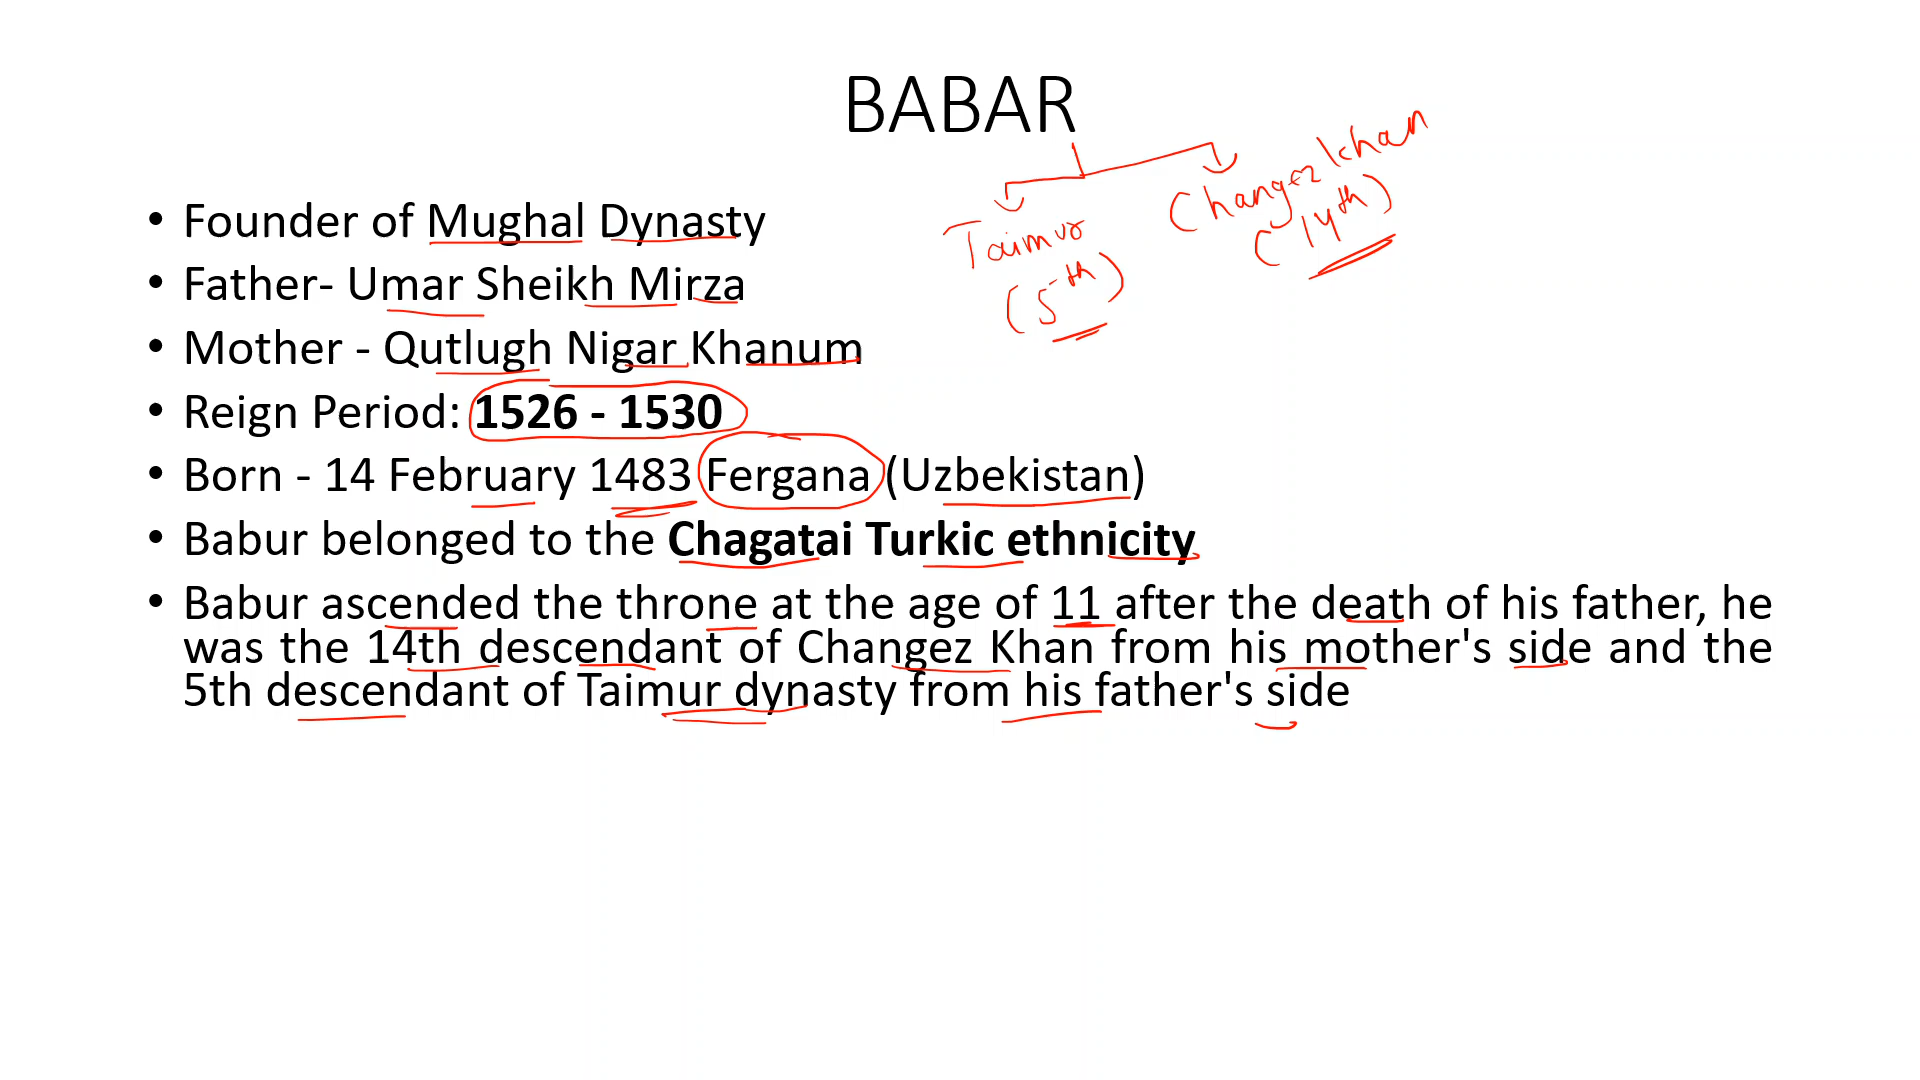 BABAR
Changez khan
(14th)
Taimur
(5th)
• Founder of Mughal Dynasty
• Father- Umar Sheikh Mirza
• Mother - Qutlugh Nigar Khanum
• Reign Period: 1526 - 1530
• Born - 14 February 1483 Fergana (Uzbekistan)
• Babur belonged to the Chagatai Turkic ethnicity
• Babur ascended the throne at the age of 11 after the death of his father, he
was the 14th descendant of Changez Khan from his mother's side and the
5th descendant of Taimur dynasty from his father's side